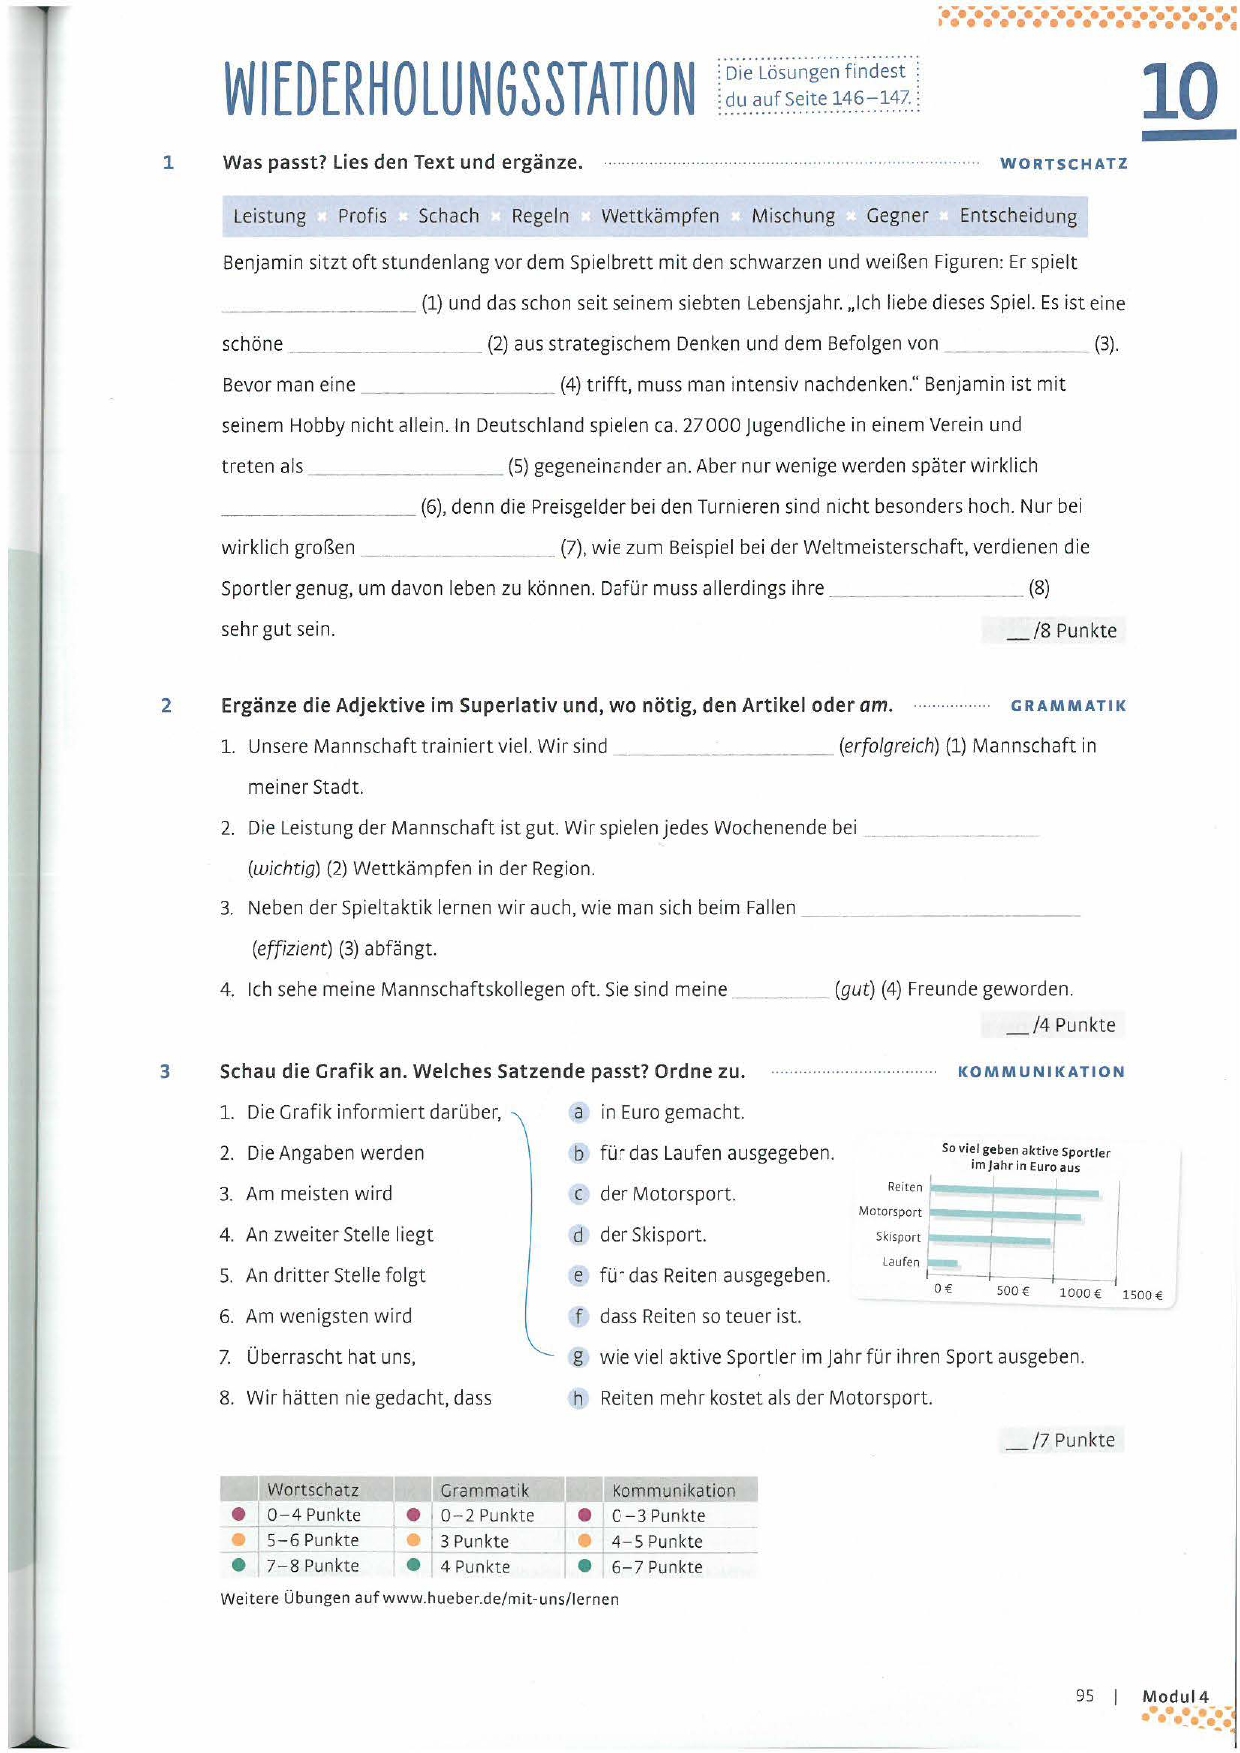 WIEDERHOLUNGSSTATION
Die Lösungen findest
du auf Seite 146–147.
10
1 Was passt? Lies den Text und ergänze. WORTSCHATZ
Leistung × Profis × Schach × Regeln × Wettkämpfen × Mischung × Gegner × Entscheidung
Benjamin sitzt oft stundenlang vor dem Spielbrett mit den schwarzen und weißen Figuren: Er spielt
____________ (1) und das schon seit seinem siebten Lebensjahr. „Ich liebe dieses Spiel. Es ist eine
schöne ____________ (2) aus strategischem Denken und dem Befolgen von ____________ (3).
Bevor man eine ____________ (4) trifft, muss man intensiv nachdenken.“ Benjamin ist mit
seinem Hobby nicht allein. In Deutschland spielen ca. 27000 Jugendliche in einem Verein und
treten als ____________ (5) gegeneinander an. Aber nur wenige werden später wirklich
____________ (6), denn die Preisgelder bei den Turnieren sind nicht besonders hoch. Nur bei
wirklich großen ____________ (7), wie zum Beispiel bei der Weltmeisterschaft, verdienen die
Sportler genug, um davon leben zu können. Dafür muss allerdings ihre ____________ (8)
sehr gut sein.
__ /8 Punkte
2 Ergänze die Adjektive im Superlativ und, wo nötig, den Artikel oder am. GRAMMATIK
1. Unsere Mannschaft trainiert viel. Wir sind ____________ (erfolgreich) (1) Mannschaft in
meiner Stadt.
2. Die Leistung der Mannschaft ist gut. Wir spielen jedes Wochenende bei ____________
(wichtig) (2) Wettkämpfen in der Region.
3. Neben der Spieltaktik lernen wir auch, wie man sich beim Fallen ____________
(effizient) (3) abfängt.
4. Ich sehe meine Mannschaftskollegen oft. Sie sind meine ________ (gut) (4) Freunde geworden.
__ /4 Punkte
3 Schau die Grafik an. Welches Satzende passt? Ordne zu. KOMMUNIKATION
1. Die Grafik informiert darüber, a in Euro gemacht.
2. Die Angaben werden b für das Laufen ausgegeben.
3. Am meisten wird c der Motorsport.
4. An zweiter Stelle liegt d der Skisport.
5. An dritter Stelle folgt e für das Reiten ausgegeben.
6. Am wenigsten wird f dass Reiten so teuer ist.
7. Überrascht hat uns, g wie viel aktive Sportler im Jahr für ihren Sport ausgeben.
8. Wir hätten nie gedacht, dass h Reiten mehr kostet als der Motorsport.
So viel geben aktive Sportler
im Jahr in Euro aus
Reiten
Motorsport
Skisport
Laufen
0 € 500 € 1000 € 1500 €
__ /7 Punkte
Wortschatz Grammatik Kommunikation
0–4 Punkte 0–2 Punkte 0–3 Punkte
5–6 Punkte 3 Punkte 4–5 Punkte
7–8 Punkte 4 Punkte 6–7 Punkte
Weitere Übungen auf www.hueber.de/mit-uns/lernen
95 | Modul 4